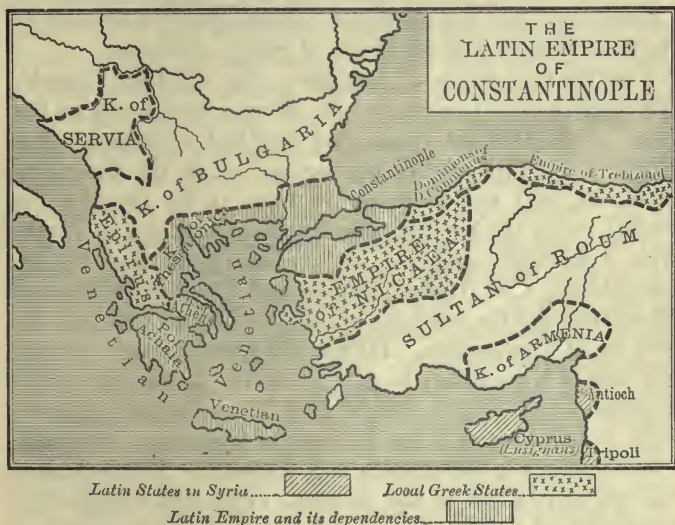 THE
LATIN EMPIRE
OF
CONSTANTINOPLE
K. of
SERVIA
K. of BULGARIA
Constantinople
Dominions of
Comnenus
Empire of Trebizond
Epirus
K. of
Thessalonica
EMPIRE
OF NICAEA
SULTAN of ROUM
Venetian
Venetian
Athens
P. of
Achaia
K. of ARMENIA
Antioch
Venetian
Cyprus
(Lusignans)
Tripoli
Latin States in Syria
Local Greek States
Latin Empire and its dependencies